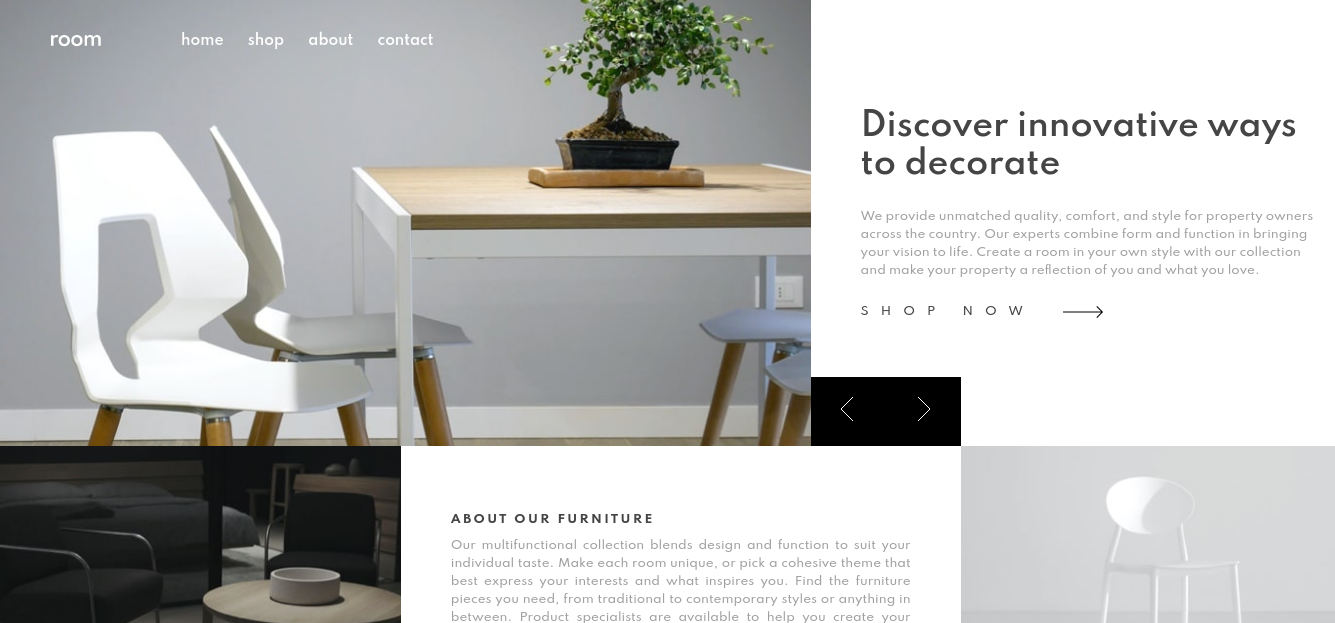 room
home shop about contact
Discover innovative ways
to decorate
We provide unmatched quality, comfort, and style for property owners
across the country. Our experts combine form and function in bringing
your vision to life. Create a room in your own style with our collection
and make your property a reflection of you and what you love.
SHOP NOW
ABOUT OUR FURNITURE
Our multifunctional collection blends design and function to suit your
individual taste. Make each room unique, or pick a cohesive theme that
best express your interests and what inspires you. Find the furniture
pieces you need, from traditional to contemporary styles or anything in
between. Product specialists are available to help you create your